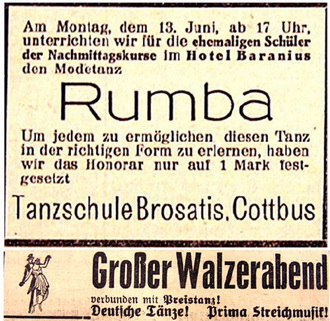 Am Montag, dem 13. Juni, ab 17 Uhr,
unterrichten wir für die ehemaligen Schüler
der Nachmittagskurse im Hotel Baranius
den Modetanz
Rumba
Um jedem zu ermöglichen diesen Tanz
in der richtigen Form zu erlernen, haben
wir das Honorar nur auf 1 Mark fest-
gesetzt
Tanzschule Brosatis, Cottbus
Großer Walzerabend
verbunden mit Preistanz!
Deutsche Tänze! Prima Streichmusik!